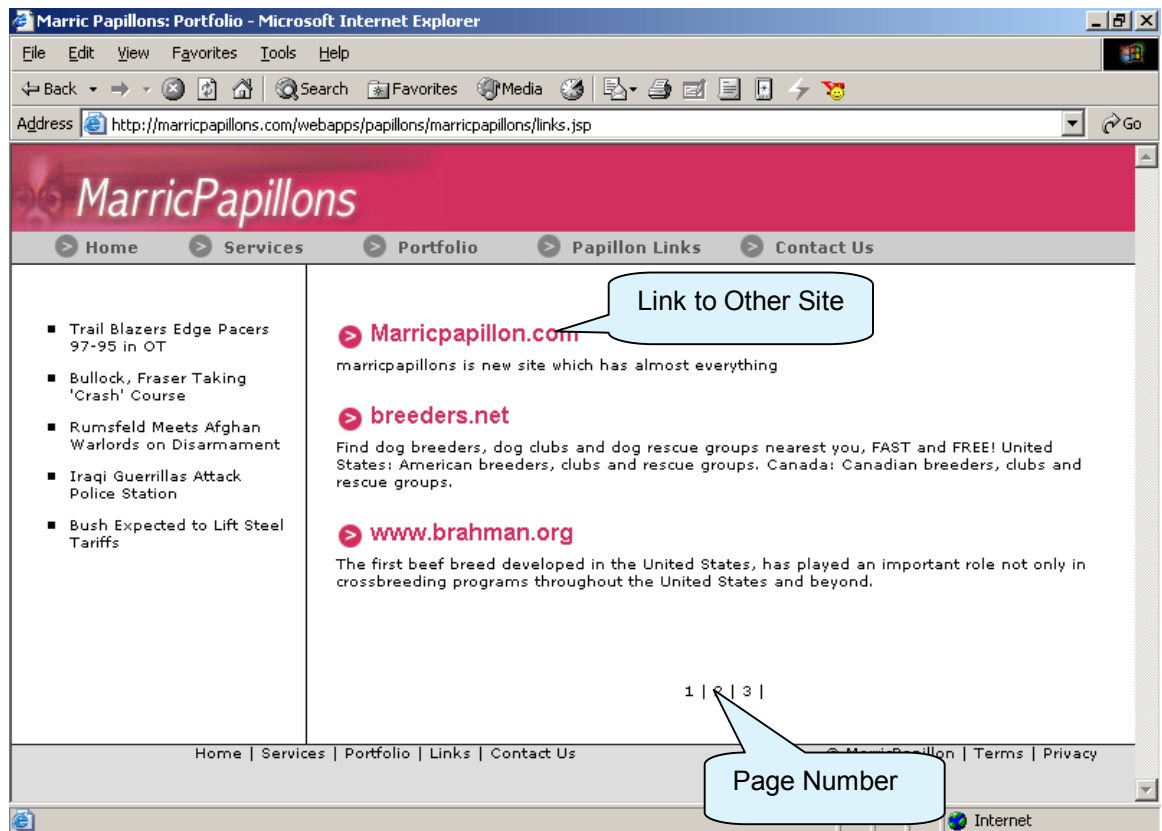 Marric Papillons: Portfolio - Microsoft Internet Explorer
File Edit View Favorites Tools Help
Back Search Favorites Media
Address http://marricpapillons.com/webapps/papillons/marricpapillons/links.jsp Go
MarricPapillons
Home Services Portfolio Papillon Links Contact Us
Link to Other Site
Trail Blazers Edge Pacers
97-95 in OT
Bullock, Fraser Taking
'Crash' Course
Rumsfeld Meets Afghan
Warlords on Disarmament
Iraqi Guerrillas Attack
Police Station
Bush Expected to Lift Steel
Tariffs
Marricpapillon.com
marricpapillons is new site which has almost everything
breeders.net
Find dog breeders, dog clubs and dog rescue groups nearest you, FAST and FREE! United
States: American breeders, clubs and rescue groups. Canada: Canadian breeders, clubs and
rescue groups.
www.brahman.org
The first beef breed developed in the United States, has played an important role not only in
crossbreeding programs throughout the United States and beyond.
1 | 2 | 3 |
Home | Services | Portfolio | Links | Contact Us
© MarricPapillon | Terms | Privacy
Page Number
Internet